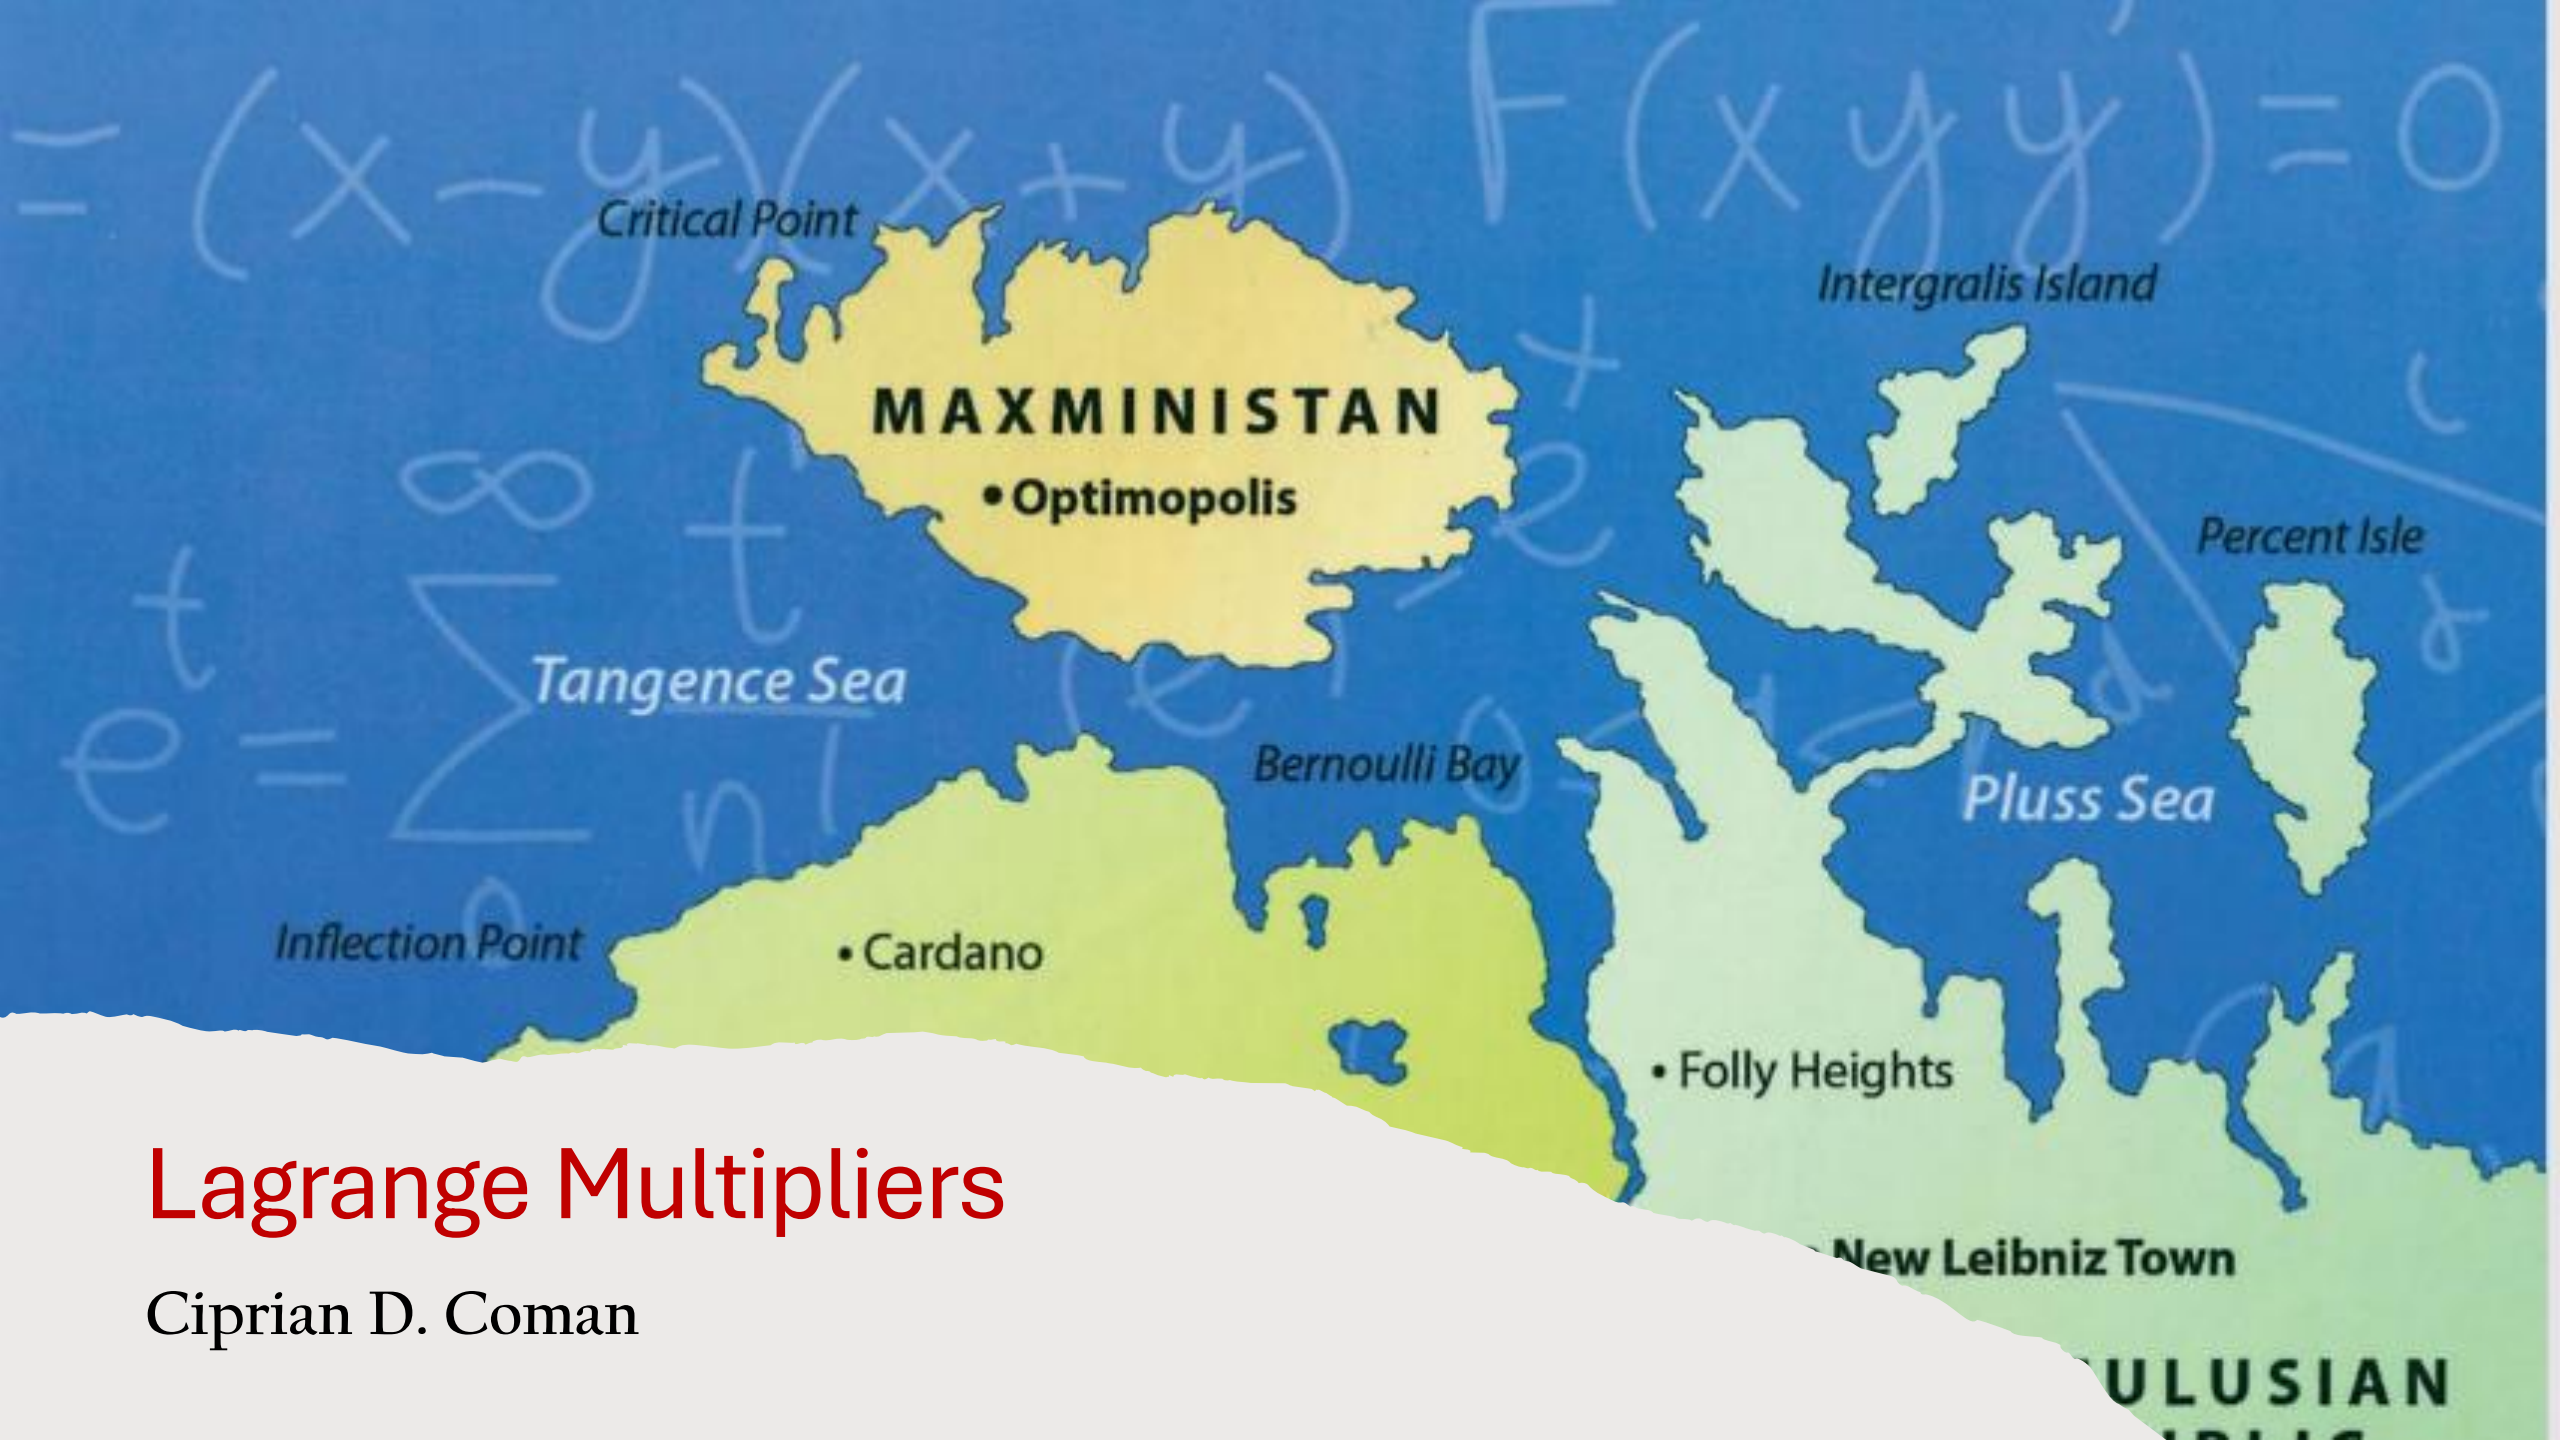 = (x-y)(x+y)
F(x y y')=0
Critical Point
Intergralis Island
MAXMINISTAN
• Optimopolis
Percent Isle
∞
Tangence Sea
Bernoulli Bay
Pluss Sea
Inflection Point
• Cardano
• Folly Heights
Lagrange Multipliers
New Leibniz Town
Ciprian D. Coman